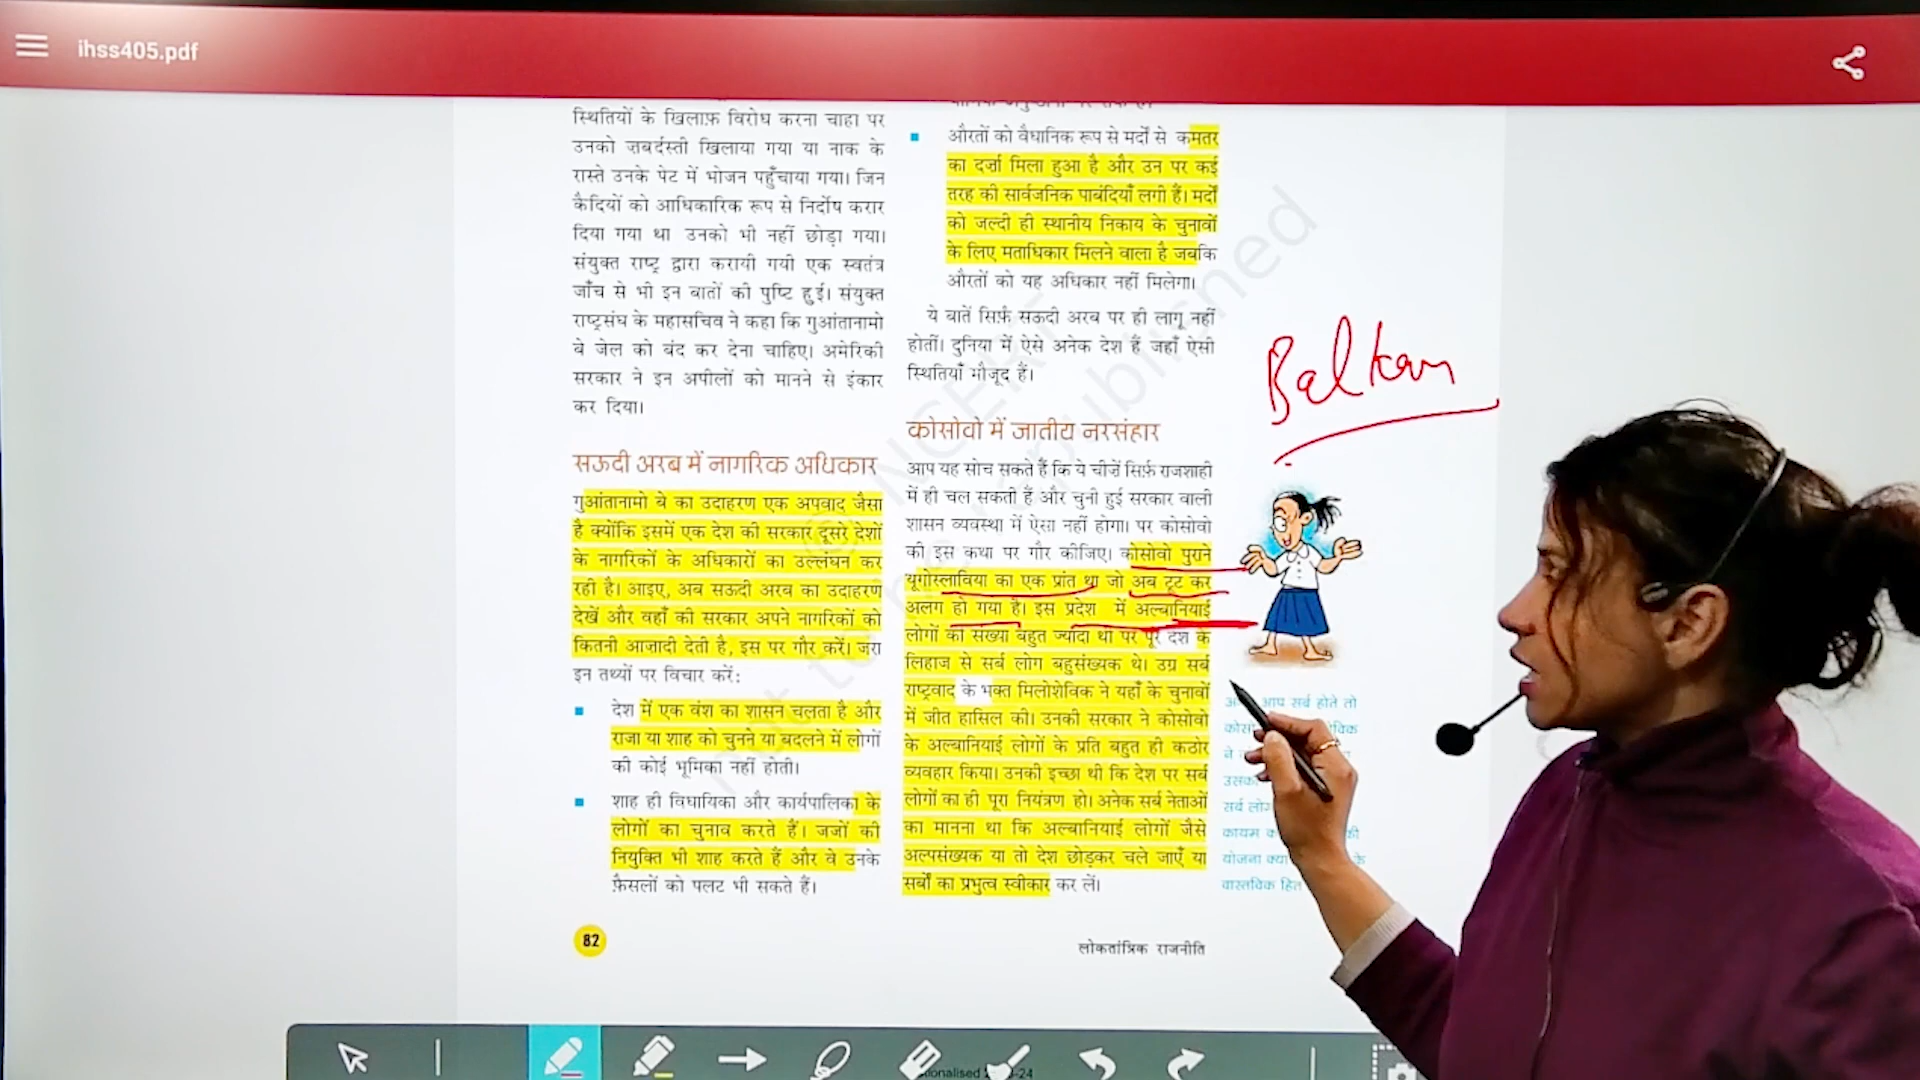 ihss405.pdf
स्थितियों के खिलाफ़ विरोध करना चाहा पर
उनको ज़बर्दस्ती खिलाया गया या नाक के
रास्ते उनके पेट में भोजन पहुँचाया गया। जिन
कैदियों को आधिकारिक रूप से निर्दोष करार
दिया गया था उनको भी नहीं छोड़ा गया।
संयुक्त राष्ट्र द्वारा करायी गयी एक स्वतंत्र
जाँच से भी इन बातों की पुष्टि हुई। संयुक्त
राष्ट्रसंघ के महासचिव ने कहा कि गुआंतानामो
बे जेल को बंद कर देना चाहिए। अमेरिकी
सरकार ने इन अपीलों को मानने से इंकार
कर दिया।
सऊदी अरब में नागरिक अधिकार
गुआंतानामो बे का उदाहरण एक अपवाद जैसा
है क्योंकि इसमें एक देश की सरकार दूसरे देशों
के नागरिकों के अधिकारों का उल्लंघन कर
रही है। आइए, अब सऊदी अरब का उदाहरण
देखें और वहाँ की सरकार अपने नागरिकों को
कितनी आज़ादी देती है, इस पर गौर करें। ज़रा
इन तथ्यों पर विचार करें:
देश में एक वंश का शासन चलता है और
राजा या शाह को चुनने या बदलने में लोगों
की कोई भूमिका नहीं होती।
शाह ही विधायिका और कार्यपालिका के
लोगों का चुनाव करते हैं। जजों की
नियुक्ति भी शाह करते हैं और वे उनके
फ़ैसलों को पलट भी सकते हैं।
औरतों को वैधानिक रूप से मर्दों से कमतर
का दर्ज़ा मिला हुआ है और उन पर कई
तरह की सार्वजनिक पाबंदियाँ लगी हैं। मर्दों
को जल्दी ही स्थानीय निकाय के चुनावों
के लिए मताधिकार मिलने वाला है जबकि
औरतों को यह अधिकार नहीं मिलेगा।
ये बातें सिर्फ़ सऊदी अरब पर ही लागू नहीं
होतीं। दुनिया में ऐसे अनेक देश हैं जहाँ ऐसी
स्थितियाँ मौजूद हैं।
कोसोवो में जातीय नरसंहार
आप यह सोच सकते हैं कि ये चीज़ें सिर्फ़ राजशाही
में ही चल सकती हैं और चुनी हुई सरकार वाली
शासन व्यवस्था में ऐसा नहीं होगा। पर कोसोवो
की इस कथा पर गौर कीजिए। कोसोवो पुराने
यूगोस्लाविया का एक प्रांत था जो अब टूट कर
अलग हो गया है। इस प्रदेश में अल्बानियाई
लोगों की संख्या बहुत ज्यादा थी पर पूरे देश के
लिहाज से सर्ब लोग बहुसंख्यक थे। उग्र सर्ब
राष्ट्रवाद के भक्त मिलोशेविक ने यहाँ के चुनावों
में जीत हासिल की। उनकी सरकार ने कोसोवो
के अल्बानियाई लोगों के प्रति बहुत ही कठोर
व्यवहार किया। उनकी इच्छा थी कि देश पर सर्ब
लोगों का ही पूरा नियंत्रण हो। अनेक सर्ब नेताओं
का मानना था कि अल्बानियाई लोगों जैसे
अल्पसंख्यक या तो देश छोड़कर चले जाएँ या
सर्बों का प्रभुत्व स्वीकार कर लें।
Balkan
आप सर्ब होते तो
ने
सर्ब
कायम
की
योजना क्या
के
वास्तविक हित
82
लोकतांत्रिक राजनीति